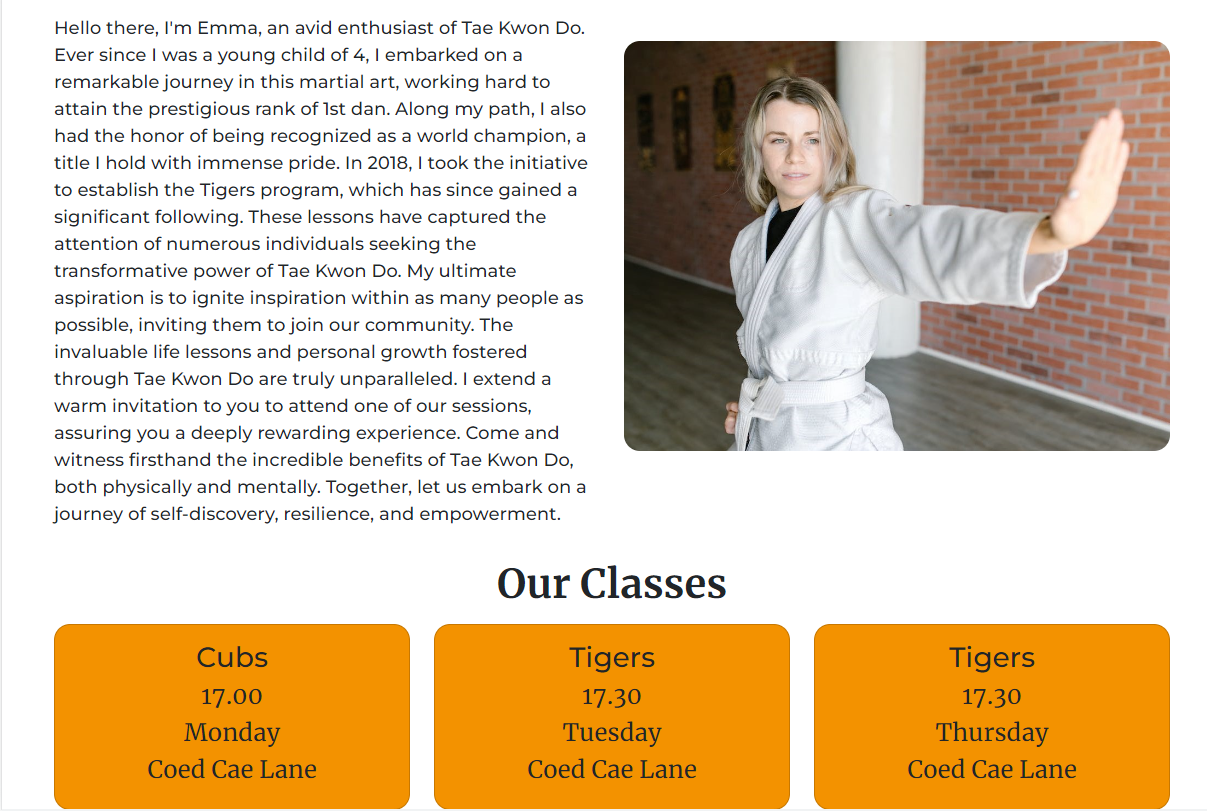 Hello there, I'm Emma, an avid enthusiast of Tae Kwon Do.
Ever since I was a young child of 4, I embarked on a
remarkable journey in this martial art, working hard to
attain the prestigious rank of 1st dan. Along my path, I also
had the honor of being recognized as a world champion, a
title I hold with immense pride. In 2018, I took the initiative
to establish the Tigers program, which has since gained a
significant following. These lessons have captured the
attention of numerous individuals seeking the
transformative power of Tae Kwon Do. My ultimate
aspiration is to ignite inspiration within as many people as
possible, inviting them to join our community. The
invaluable life lessons and personal growth fostered
through Tae Kwon Do are truly unparalleled. I extend a
warm invitation to you to attend one of our sessions,
assuring you a deeply rewarding experience. Come and
witness firsthand the incredible benefits of Tae Kwon Do,
both physically and mentally. Together, let us embark on a
journey of self-discovery, resilience, and empowerment.
Our Classes
Cubs
17.00
Monday
Coed Cae Lane
Tigers
17.30
Tuesday
Coed Cae Lane
Tigers
17.30
Thursday
Coed Cae Lane